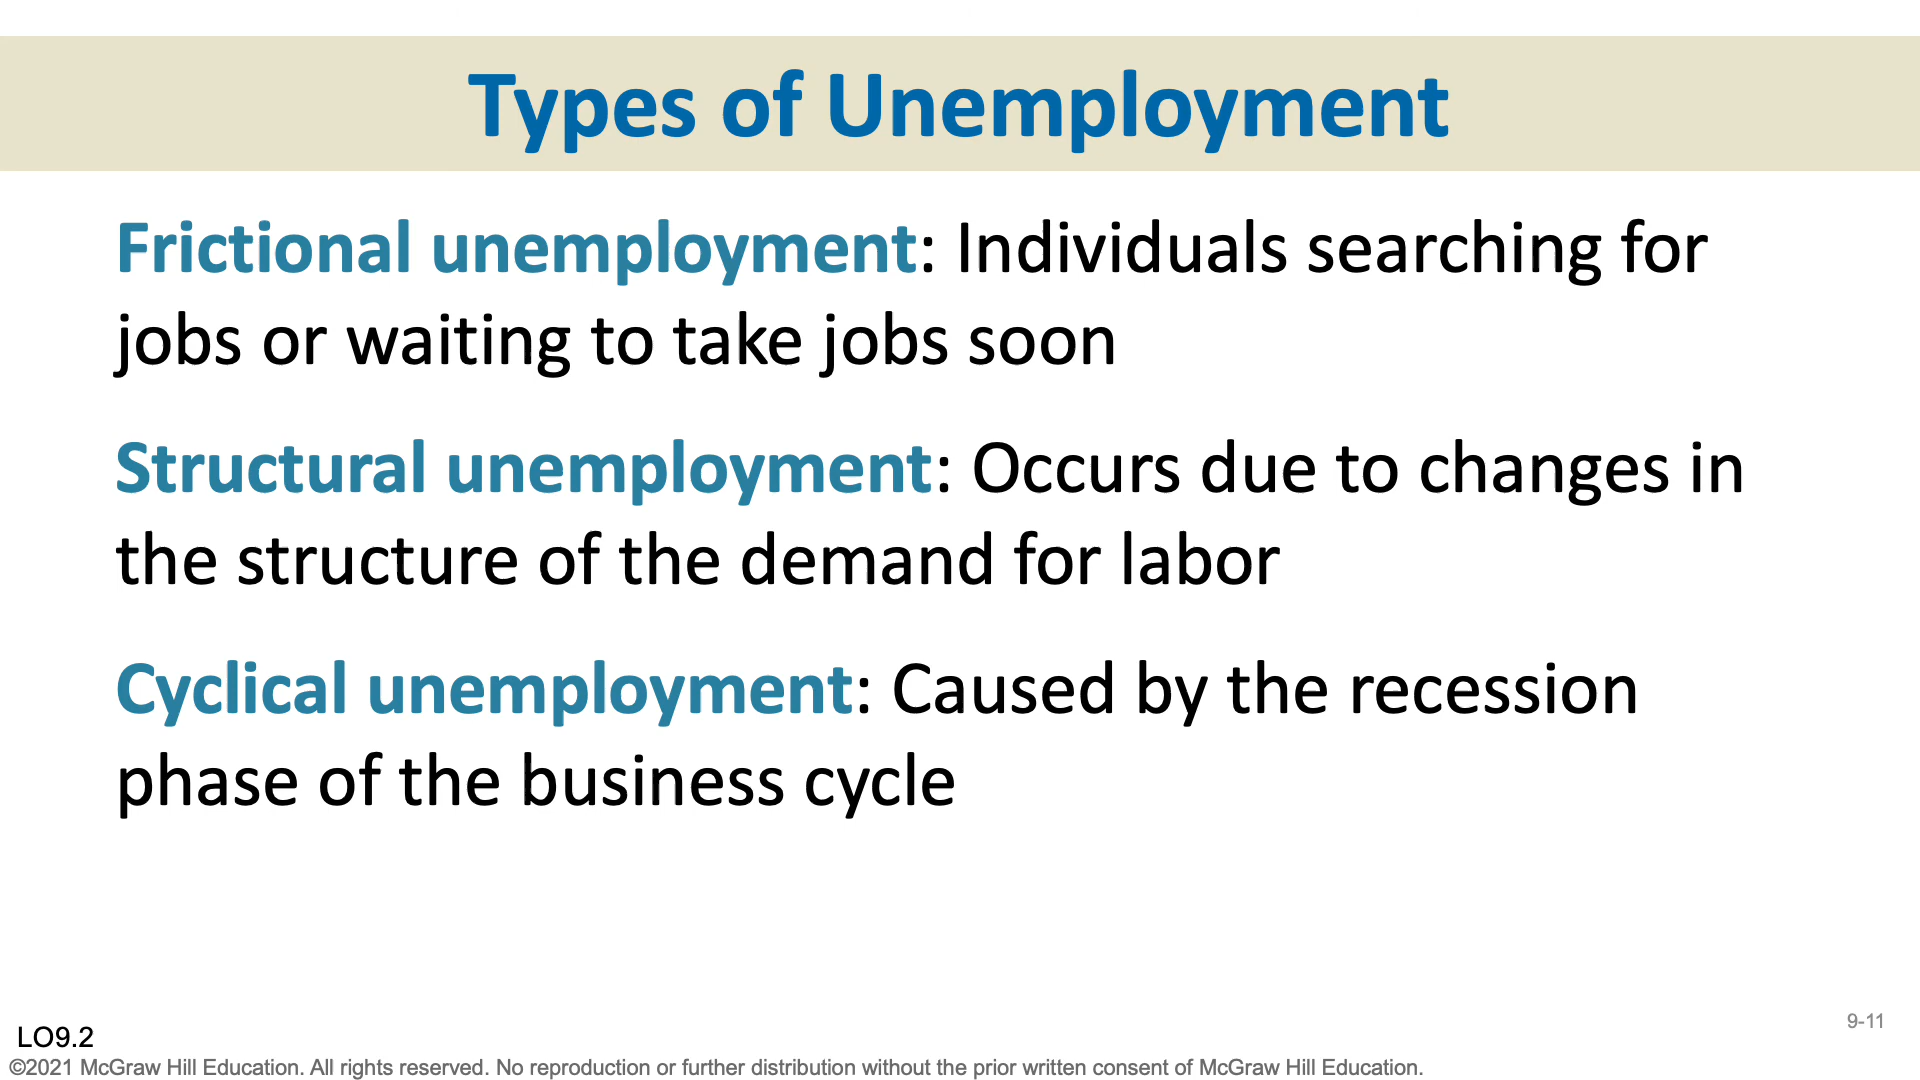 Types of Unemployment
Frictional unemployment: Individuals searching for
jobs or waiting to take jobs soon
Structural unemployment: Occurs due to changes in
the structure of the demand for labor
Cyclical unemployment: Caused by the recession
phase of the business cycle
9-11
LO9.2
©2021 McGraw Hill Education. All rights reserved. No reproduction or further distribution without the prior written consent of McGraw Hill Education.